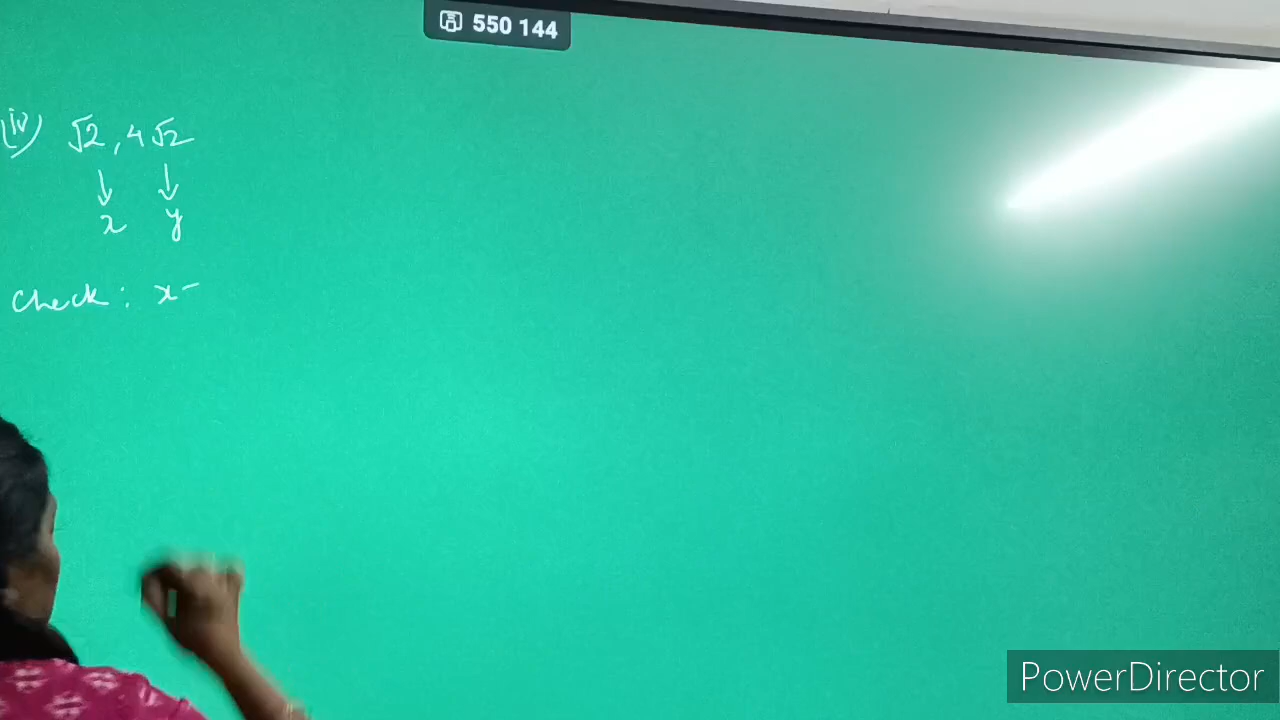 550 144
(iv) √2, 4√2
↓ ↓
x y
Check: x-
PowerDirector